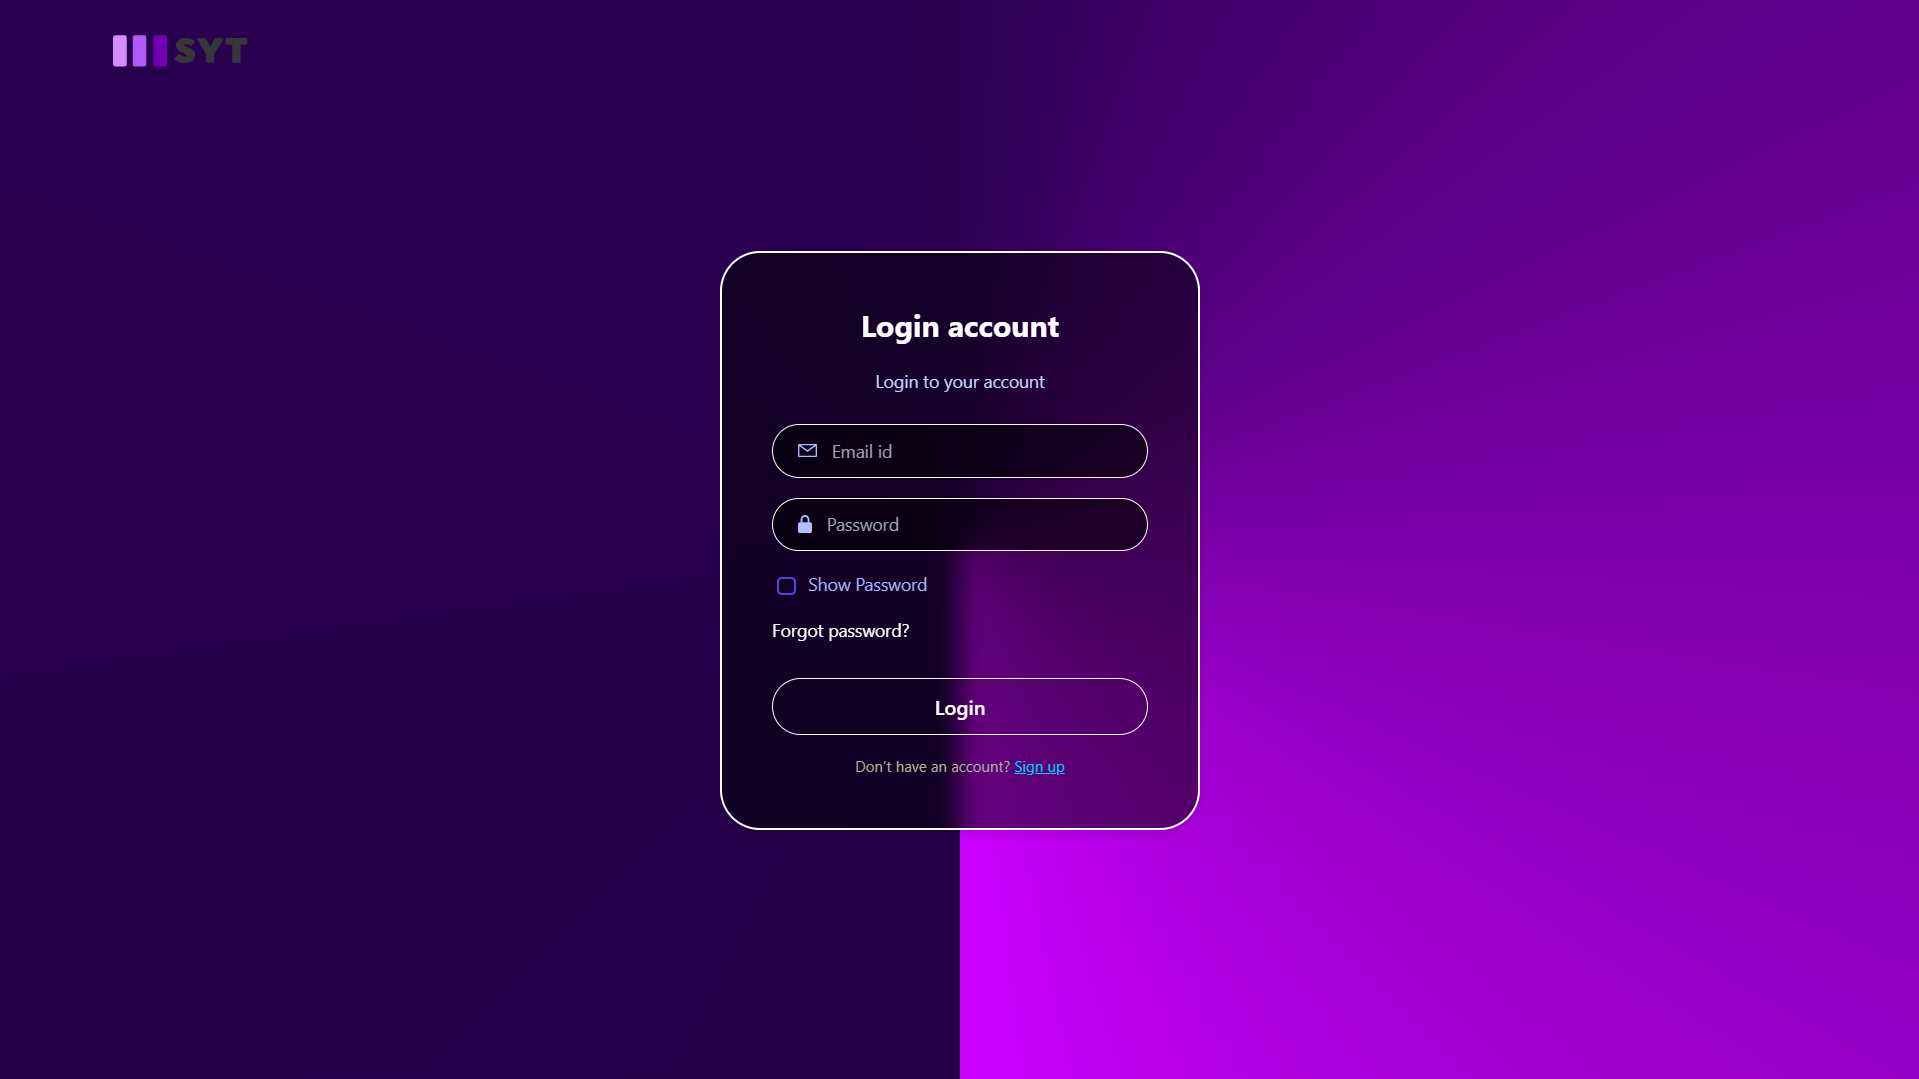 SYT
Login account
Login to your account
Email id
Password
Show Password
Forgot password?
Login
Don't have an account? Sign up